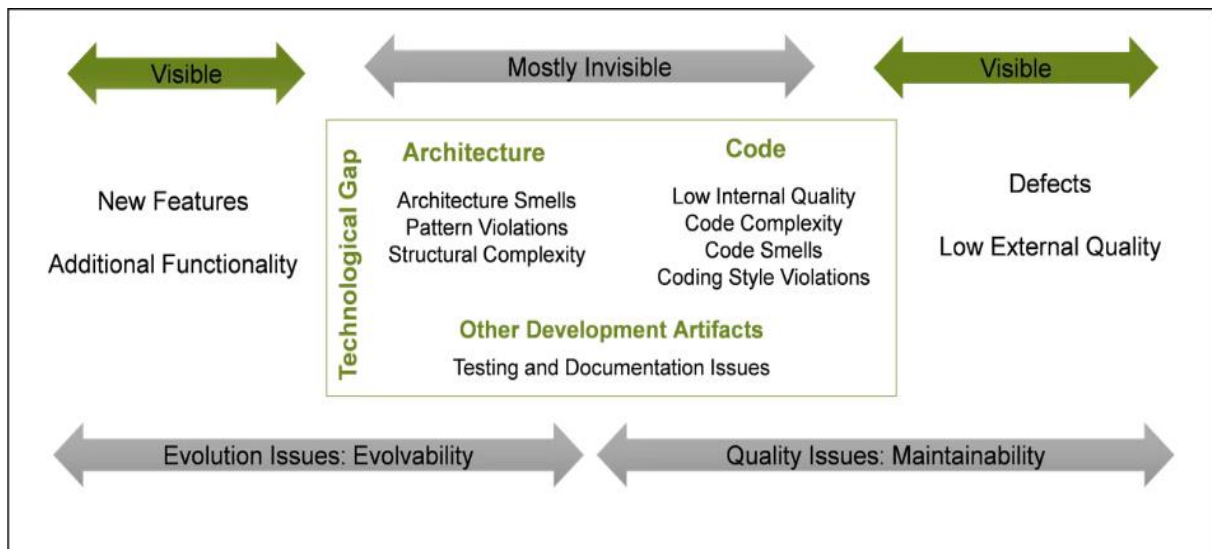 Visible
Mostly Invisible
Visible
Technological Gap
Architecture
Architecture Smells
Pattern Violations
Structural Complexity
Code
Low Internal Quality
Code Complexity
Code Smells
Coding Style Violations
Other Development Artifacts
Testing and Documentation Issues
New Features
Additional Functionality
Defects
Low External Quality
Evolution Issues: Evolvability
Quality Issues: Maintainability